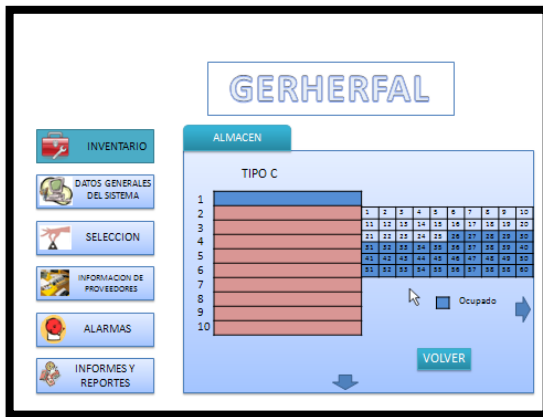 GERHERFAL
INVENTARIO
DATOS GENERALES
DEL SISTEMA
SELECCION
INFORMACION DE
PROVEEDORES
ALARMAS
INFORMES Y
REPORTES
ALMACEN
TIPO C
1
2
3
4
5
6
7
8
9
10
1 2 3 4 5 6 7 8 9 10
11 12 13 14 15 16 17 18 19 20
21 22 23 24 25 26 27 28 29 30
31 32 33 34 35 36 37 38 39 40
41 42 43 44 45 46 47 48 49 50
51 52 53 54 55 56 57 58 59 60
Ocupado
VOLVER